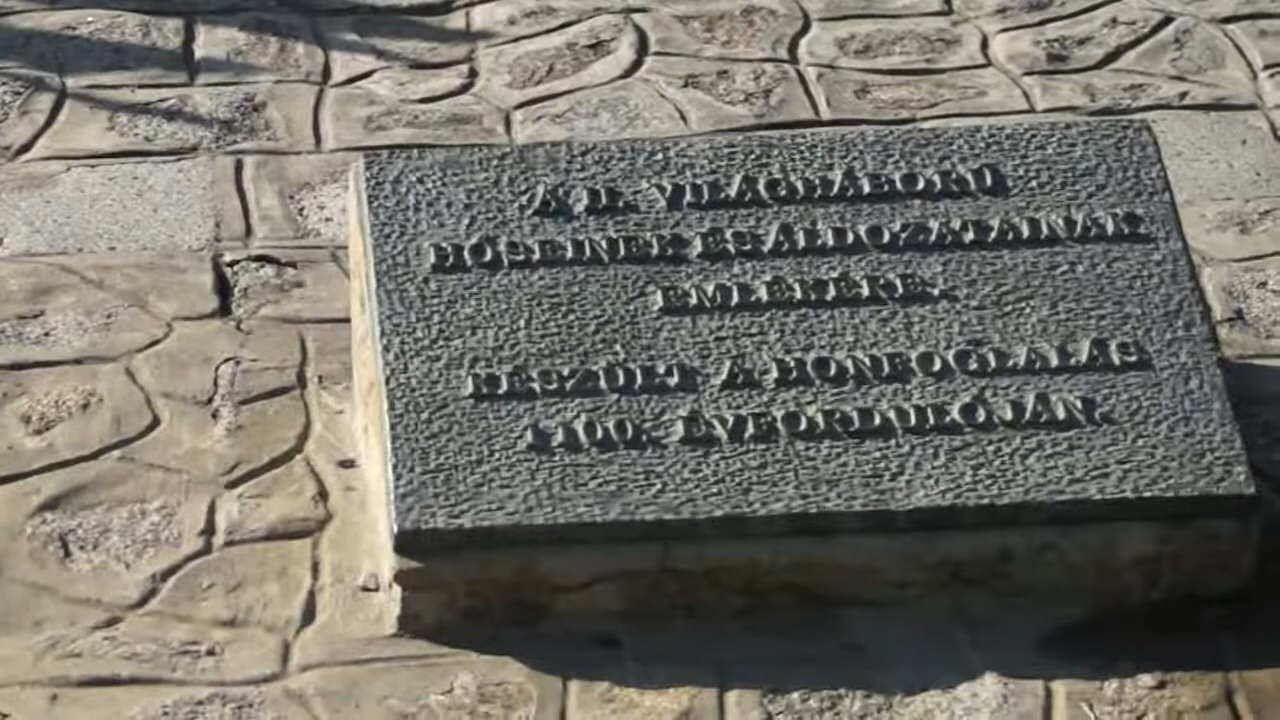 A II. VILÁGHÁBORÚ
HŐSEINEK ÉS ÁLDOZATAINAK
EMLÉKÉRE.
KÉSZÜLT A HONFOGLALÁS
1100. ÉVFORDULÓJÁN.